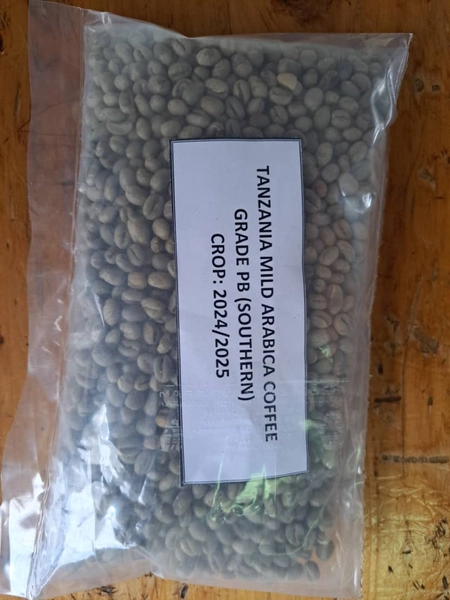 TANZANIA MILD ARABICA COFFEE
GRADE PB (SOUTHERN)
CROP: 2024/2025